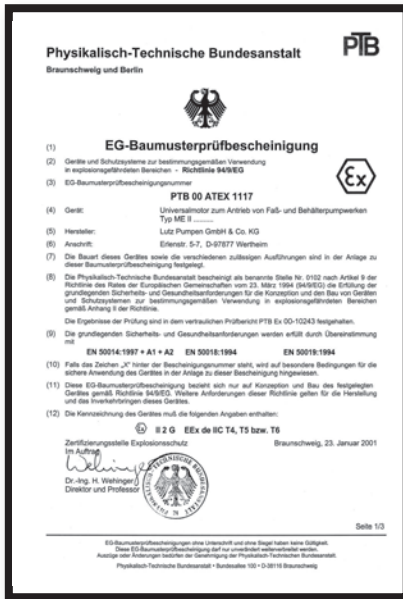 Physikalisch-Technische Bundesanstalt
PTB
Braunschweig und Berlin
(1) EG-Baumusterprüfbescheinigung
(2) Geräte und Schutzsysteme zur bestimmungsgemäßen Verwendung
in explosionsgefährdeten Bereichen - Richtlinie 94/9/EG
(3) EG-Baumusterprüfbescheinigungsnummer
PTB 00 ATEX 1117
(4) Gerät: Universalmotor zum Antrieb von Faß- und Behälterpumpwerken
Typ ME II ..........
(5) Hersteller: Lutz Pumpen GmbH & Co. KG
(6) Anschrift: Erlenstr. 5-7, D-97877 Wertheim
(7) Die Bauart dieses Gerätes sowie die verschiedenen zulässigen Ausführungen sind in der Anlage zu
dieser Baumusterprüfbescheinigung festgelegt.
(8) Die Physikalisch-Technische Bundesanstalt bescheinigt als benannte Stelle Nr. 0102 nach Artikel 9 der
Richtlinie des Rates der Europäischen Gemeinschaften vom 23. März 1994 (94/9/EG) die Erfüllung der
grundlegenden Sicherheits- und Gesundheitsanforderungen für die Konzeption und den Bau von Geräten
und Schutzsystemen zur bestimmungsgemäßen Verwendung in explosionsgefährdeten Bereichen
gemäß Anhang II der Richtlinie.
Die Ergebnisse der Prüfung sind in dem vertraulichen Prüfbericht PTB Ex 00-10243 festgehalten.
(9) Die grundlegenden Sicherheits- und Gesundheitsanforderungen werden erfüllt durch Übereinstimmung
mit
EN 50014:1997 + A1 + A2 EN 50018:1994 EN 50019:1994
(10) Falls das Zeichen „X“ hinter der Bescheinigungsnummer steht, wird auf besondere Bedingungen für die
sichere Anwendung des Gerätes in der Anlage zu dieser Bescheinigung hingewiesen.
(11) Diese EG-Baumusterprüfbescheinigung bezieht sich nur auf Konzeption und Bau des festgelegten
Gerätes gemäß Richtlinie 94/9/EG. Weitere Anforderungen dieser Richtlinie gelten für die Herstellung
und das Inverkehrbringen dieses Gerätes.
(12) Die Kennzeichnung des Gerätes muß die folgenden Angaben enthalten:
Ex II 2 G EEx de IIC T4, T5 bzw. T6
Zertifizierungsstelle Explosionsschutz Braunschweig, 23. Januar 2001
Im Auftrag
Dr.-Ing. H. Wehinger
Direktor und Professor
Seite 1/3
EG-Baumusterprüfbescheinigungen ohne Unterschrift und ohne Siegel haben keine Gültigkeit.
Diese EG-Baumusterprüfbescheinigung darf nur unverändert weiterverbreitet werden.
Auszüge oder Änderungen bedürfen der Genehmigung der Physikalisch-Technischen Bundesanstalt.
Physikalisch-Technische Bundesanstalt • Bundesallee 100 • D-38116 Braunschweig